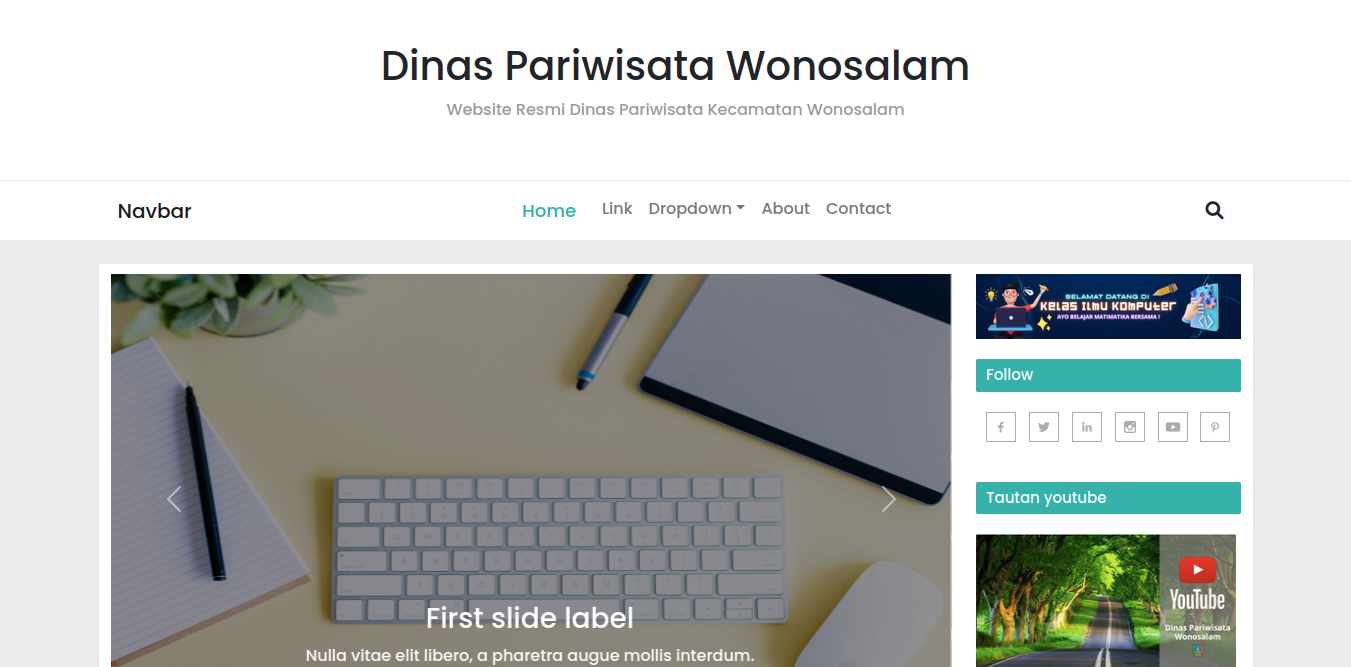 Dinas Pariwisata Wonosalam
Website Resmi Dinas Pariwisata Kecamatan Wonosalam
Navbar
Home Link Dropdown About Contact
SELAMAT DATANG DI
KELAS ILMU KOMPUTER
AYO BELAJAR MATIMATIKA BERSAMA !
Follow
Tautan youtube
YouTube
Dinas Pariwisata
Wonosalam
First slide label
Nulla vitae elit libero, a pharetra augue mollis interdum.